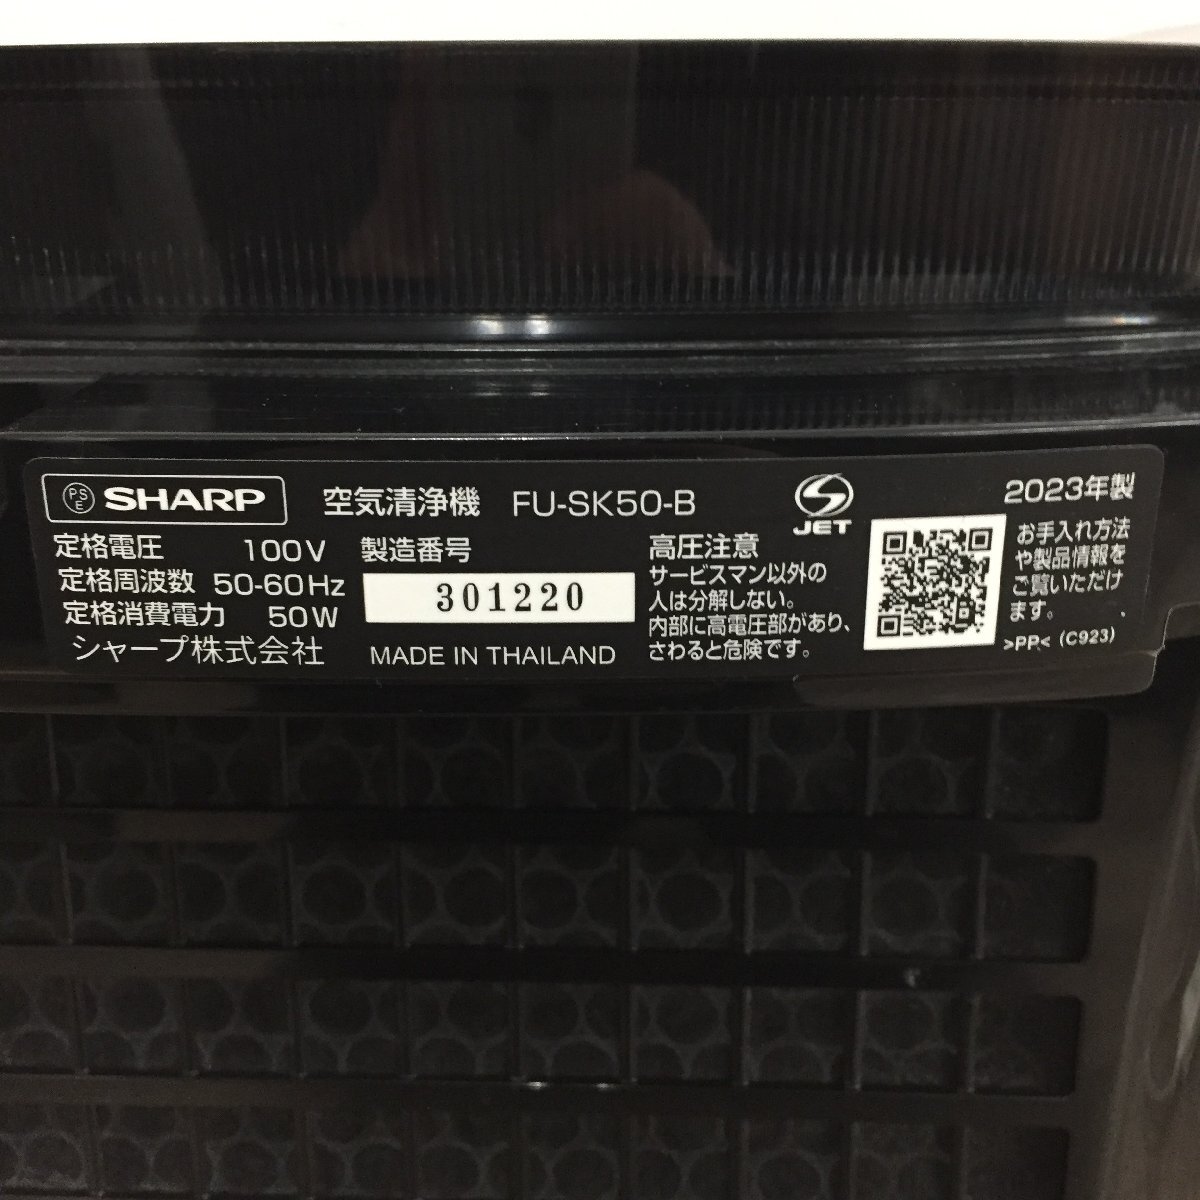 PSE SHARP 空気清浄機 FU-SK50-B
JET
2023年製
定格電圧 100V
定格周波数 50-60Hz
定格消費電力 50W
シャープ株式会社
製造番号
301220
MADE IN THAILAND
高圧注意
サービスマン以外の
人は分解しない。
内部に高電圧部があり、
さわると危険です。
お手入れ方法
や製品情報を
ご覧いただけ
ます。
>PP< (C923)